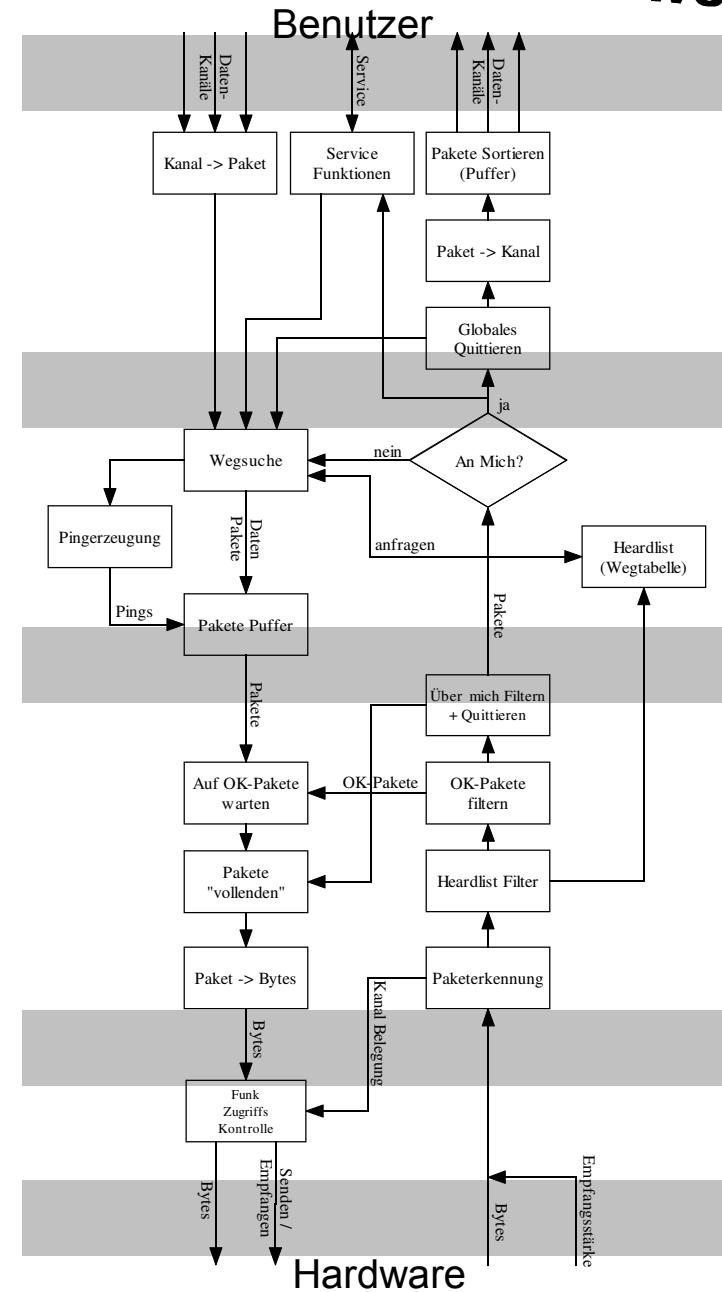 Benutzer
Daten-
Kanäle
Service
Daten-
Kanäle
Kanal -> Paket
Service
Funktionen
Pakete Sortieren
(Puffer)
Paket -> Kanal
Globales
Quittieren
ja
Wegsuche
nein
An Mich?
Pingerzeugung
Daten
Pakete
anfragen
Heardlist
(Wegtabelle)
Pings
Pakete Puffer
Pakete
Pakete
Über mich Filtern
+ Quittieren
Auf OK-Pakete
warten
OK-Pakete
OK-Pakete
filtern
Pakete
"vollenden"
Heardlist Filter
Paket -> Bytes
Kanal Belegung
Paketerkennung
Bytes
Funk
Zugriffs
Kontrolle
Bytes
Senden /
Empfangen
Bytes
Empfangsstärke
Hardware